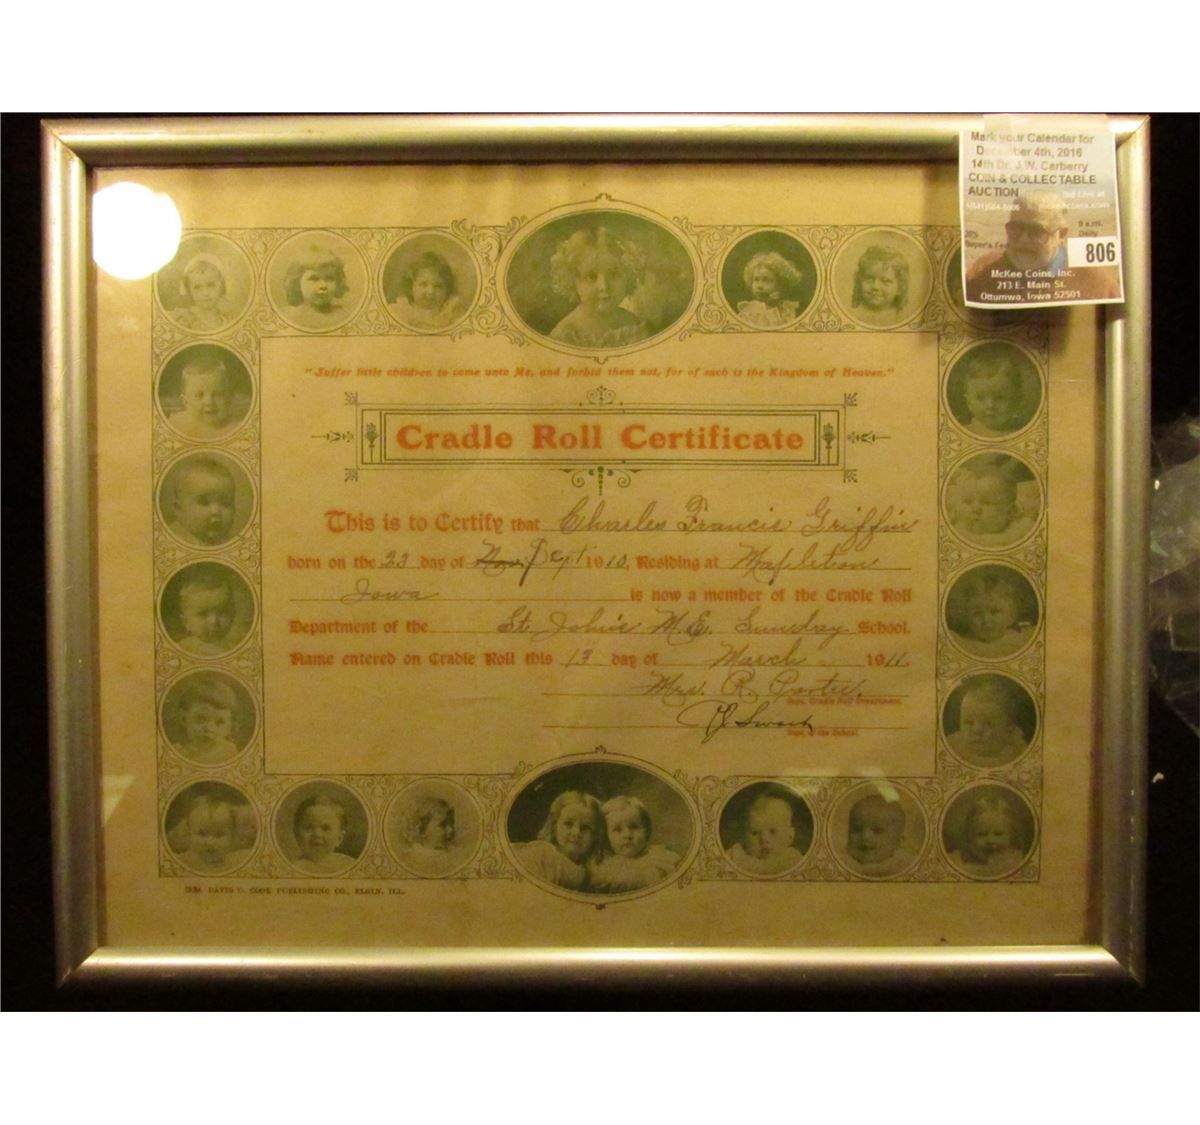 Mark your Calendar for
December 4th, 2016
14th Dr. J.W. Carberry
COIN & COLLECTABLE
AUCTION
9 a.m.
Daily
Buyer's Fee
806
McKee Coins, Inc.
213 E. Main St.
Ottumwa, Iowa 52501
"Suffer little children to come unto Me, and forbid them not, for of such is the Kingdom of Heaven."
Cradle Roll Certificate
This is to Certify that Charles Francis Griffin
born on the 23 day of Nov. Sept 1910, Residing at Mapleton
Iowa is now a member of the Cradle Roll
Department of the St. John's M.E. Sunday School.
Name entered on Cradle Roll this 13 day of March 1911.
Mrs. R. Porter.
Supt. Cradle Roll Department.
Supt. of the School.
DAVID C. COOK PUBLISHING CO., ELGIN, ILL.